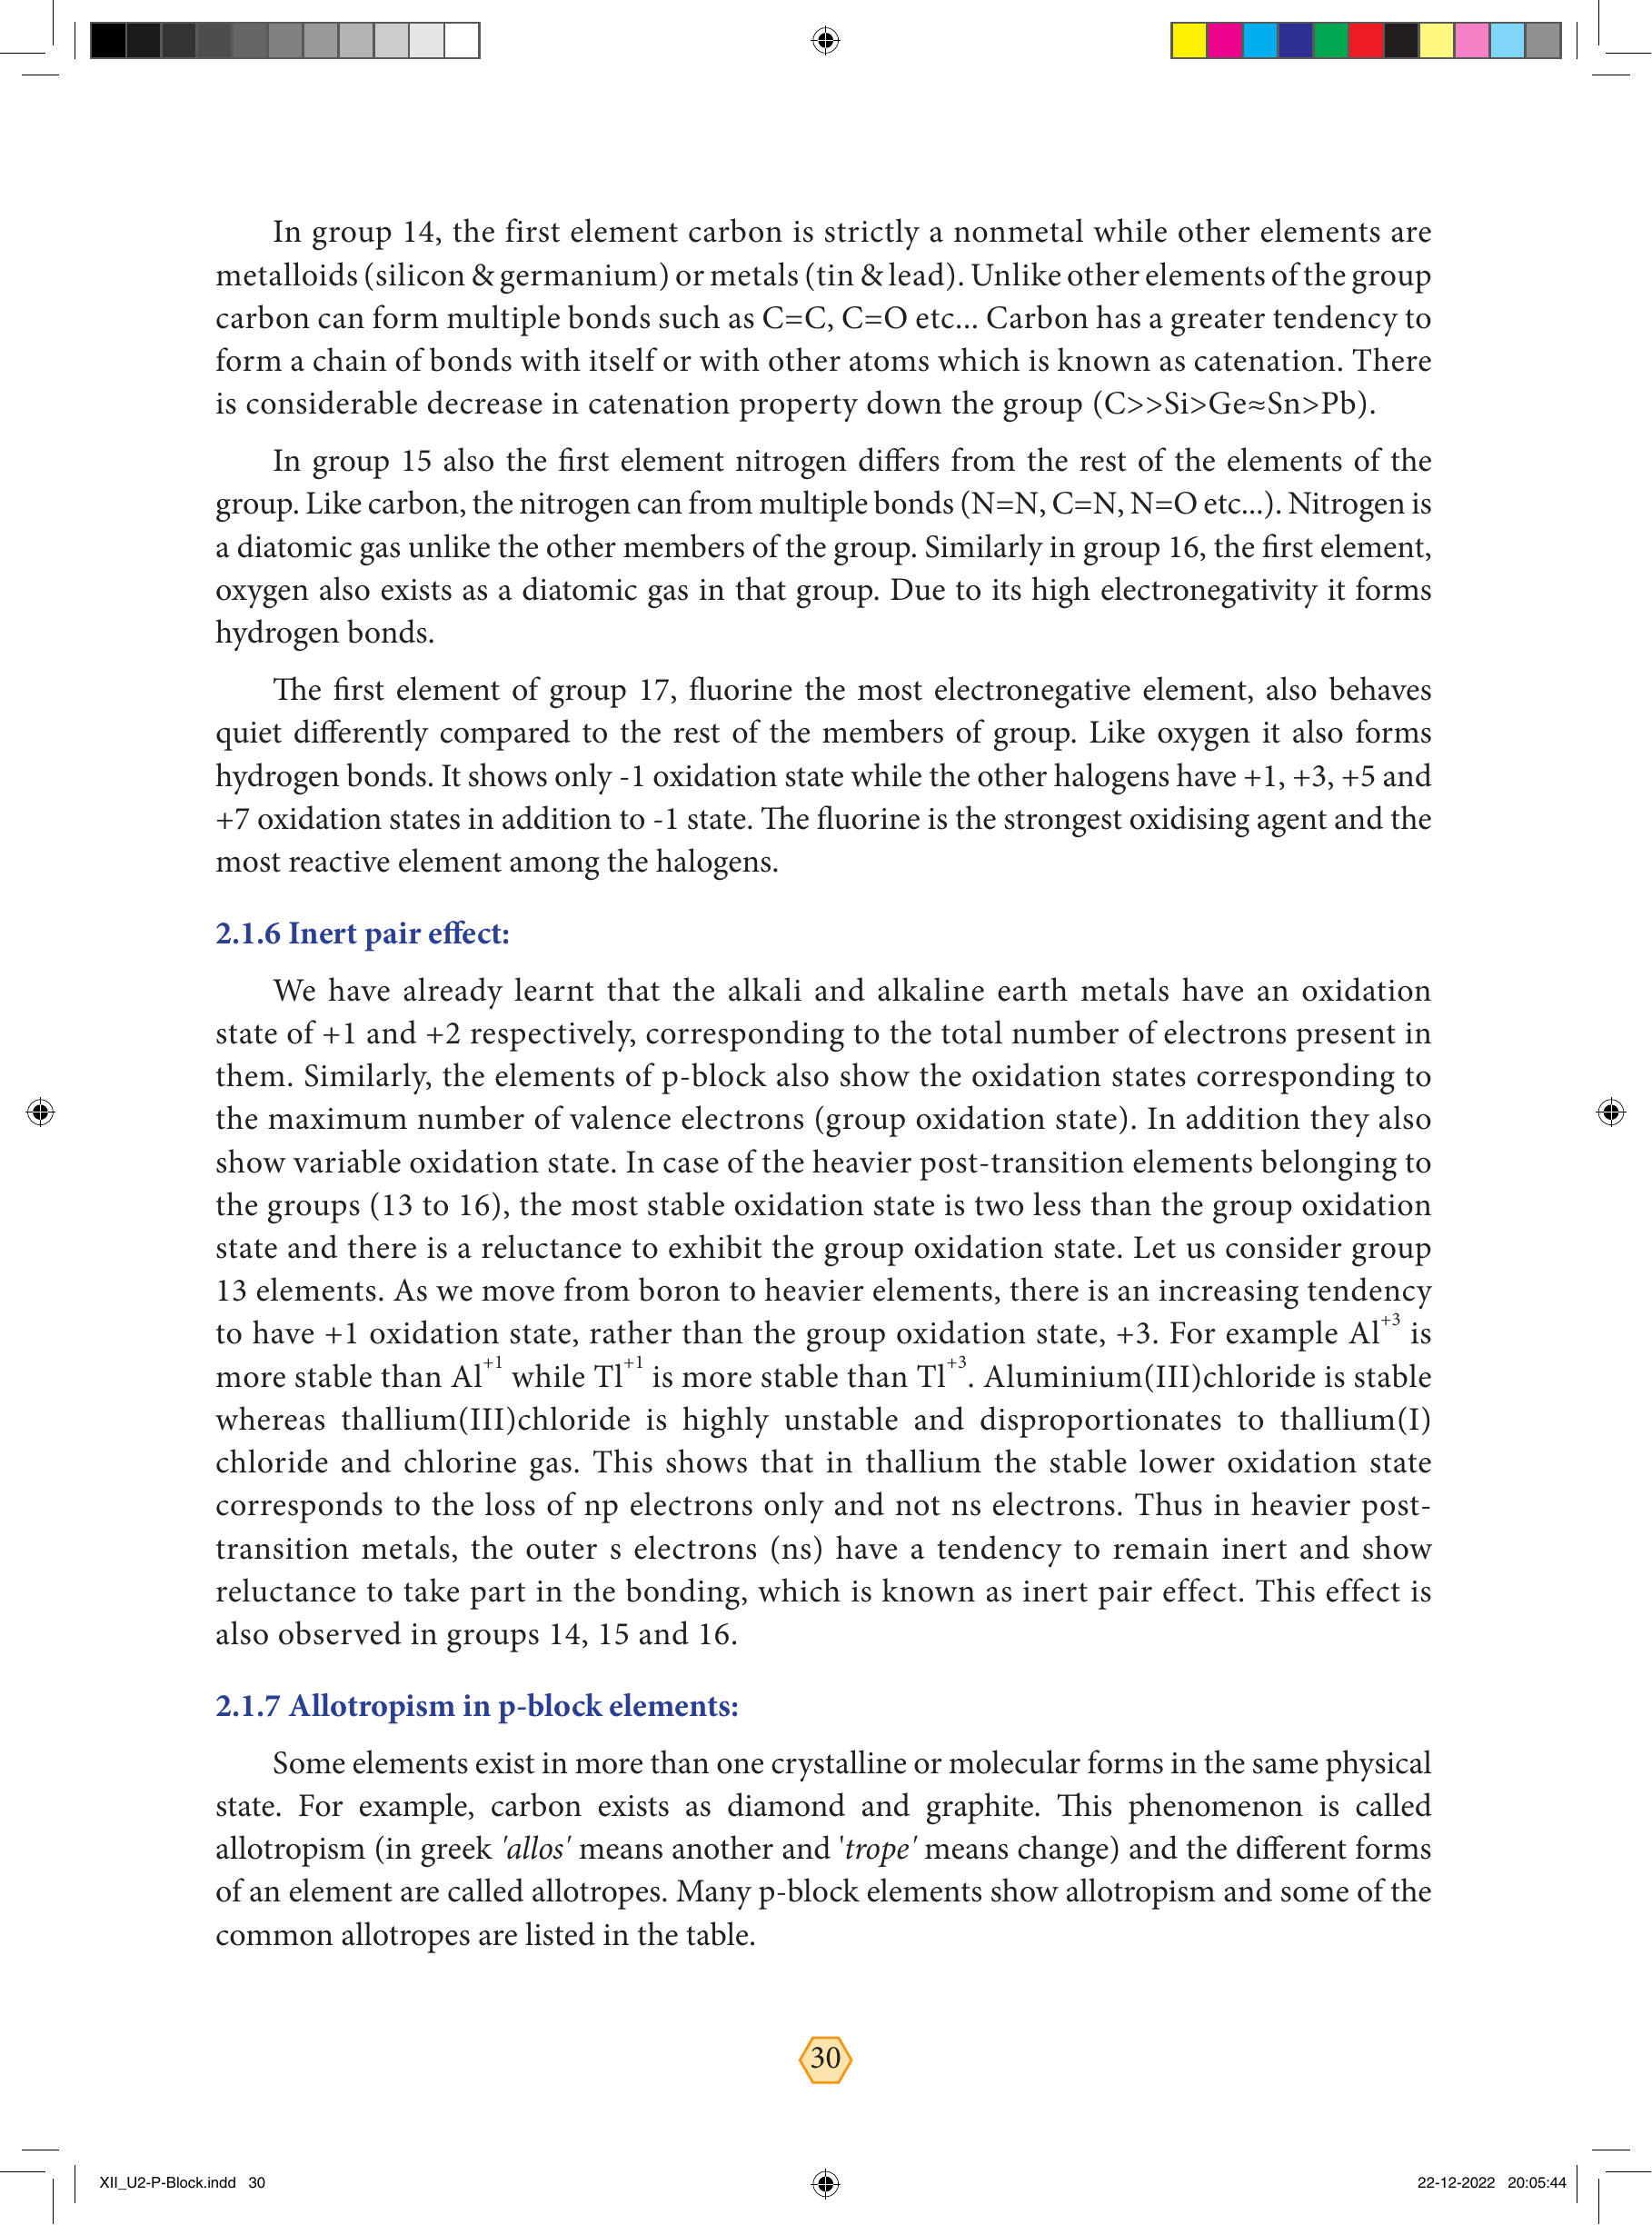 In group 14, the first element carbon is strictly a nonmetal while other elements are
metalloids (silicon & germanium) or metals (tin & lead). Unlike other elements of the group
carbon can form multiple bonds such as C=C, C=O etc... Carbon has a greater tendency to
form a chain of bonds with itself or with other atoms which is known as catenation. There
is considerable decrease in catenation property down the group (C>>Si>Ge≈Sn>Pb).
In group 15 also the first element nitrogen differs from the rest of the elements of the
group. Like carbon, the nitrogen can from multiple bonds (N=N, C=N, N=O etc...). Nitrogen is
a diatomic gas unlike the other members of the group. Similarly in group 16, the first element,
oxygen also exists as a diatomic gas in that group. Due to its high electronegativity it forms
hydrogen bonds.
The first element of group 17, fluorine the most electronegative element, also behaves
quiet differently compared to the rest of the members of group. Like oxygen it also forms
hydrogen bonds. It shows only -1 oxidation state while the other halogens have +1, +3, +5 and
+7 oxidation states in addition to -1 state. The fluorine is the strongest oxidising agent and the
most reactive element among the halogens.
2.1.6 Inert pair effect:
We have already learnt that the alkali and alkaline earth metals have an oxidation
state of +1 and +2 respectively, corresponding to the total number of electrons present in
them. Similarly, the elements of p-block also show the oxidation states corresponding to
the maximum number of valence electrons (group oxidation state). In addition they also
show variable oxidation state. In case of the heavier post-transition elements belonging to
the groups (13 to 16), the most stable oxidation state is two less than the group oxidation
state and there is a reluctance to exhibit the group oxidation state. Let us consider group
13 elements. As we move from boron to heavier elements, there is an increasing tendency
to have +1 oxidation state, rather than the group oxidation state, +3. For example Al⁺³ is
more stable than Al⁺¹ while Tl⁺¹ is more stable than Tl⁺³. Aluminium(III)chloride is stable
whereas thallium(III)chloride is highly unstable and disproportionates to thallium(I)
chloride and chlorine gas. This shows that in thallium the stable lower oxidation state
corresponds to the loss of np electrons only and not ns electrons. Thus in heavier post-
transition metals, the outer s electrons (ns) have a tendency to remain inert and show
reluctance to take part in the bonding, which is known as inert pair effect. This effect is
also observed in groups 14, 15 and 16.
2.1.7 Allotropism in p-block elements:
Some elements exist in more than one crystalline or molecular forms in the same physical
state. For example, carbon exists as diamond and graphite. This phenomenon is called
allotropism (in greek 'allos' means another and 'trope' means change) and the different forms
of an element are called allotropes. Many p-block elements show allotropism and some of the
common allotropes are listed in the table.
30
XII_U2-P-Block.indd 30
22-12-2022 20:05:44